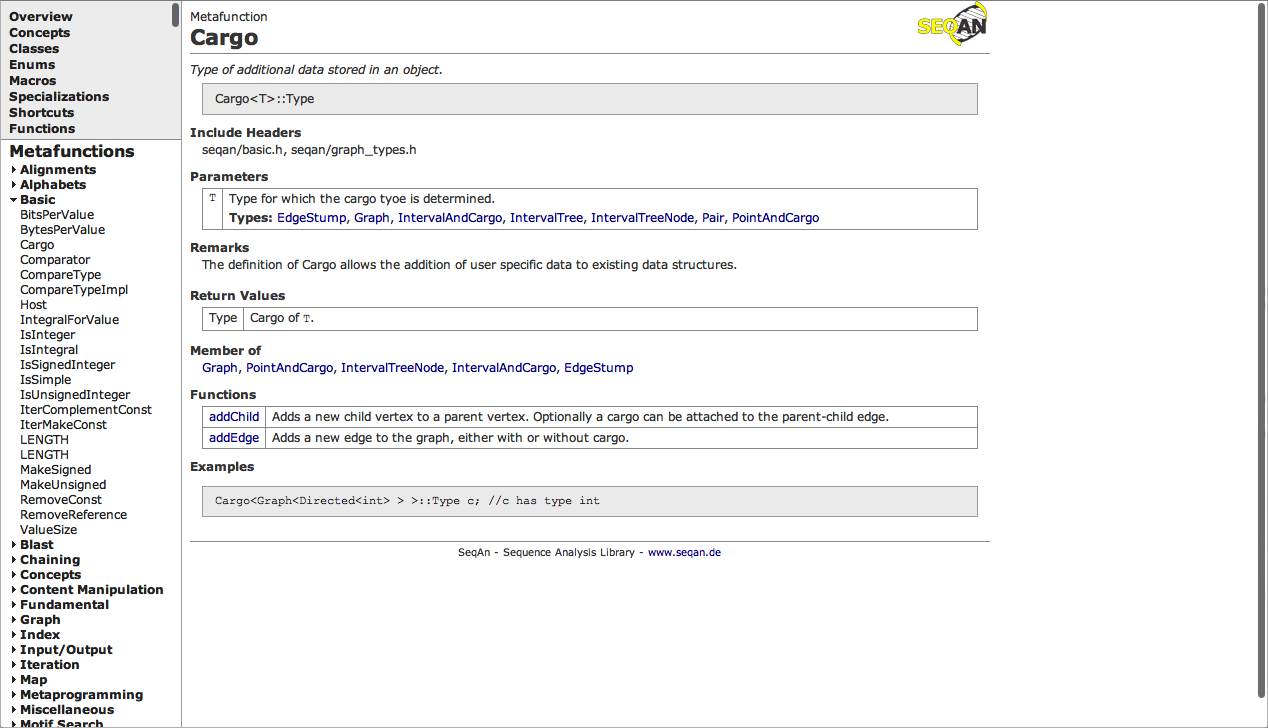 Overview
Concepts
Classes
Enums
Macros
Specializations
Shortcuts
Functions
Metafunctions
Alignments
Alphabets
Basic
BitsPerValue
BytesPerValue
Cargo
Comparator
CompareType
CompareTypeImpl
Host
IntegralForValue
IsInteger
IsIntegral
IsSignedInteger
IsSimple
IsUnsignedInteger
IterComplementConst
IterMakeConst
LENGTH
LENGTH
MakeSigned
MakeUnsigned
RemoveConst
RemoveReference
ValueSize
Blast
Chaining
Concepts
Content Manipulation
Fundamental
Graph
Index
Input/Output
Iteration
Map
Metaprogramming
Miscellaneous
Motif Search
Metafunction
Cargo
SEQAN
Type of additional data stored in an object.
Cargo<T>::Type
Include Headers
seqan/basic.h, seqan/graph_types.h
Parameters
T Type for which the cargo tyoe is determined.
Types: EdgeStump, Graph, IntervalAndCargo, IntervalTree, IntervalTreeNode, Pair, PointAndCargo
Remarks
The definition of Cargo allows the addition of user specific data to existing data structures.
Return Values
Type Cargo of T.
Member of
Graph, PointAndCargo, IntervalTreeNode, IntervalAndCargo, EdgeStump
Functions
addChild Adds a new child vertex to a parent vertex. Optionally a cargo can be attached to the parent-child edge.
addEdge Adds a new edge to the graph, either with or without cargo.
Examples
Cargo<Graph<Directed<int> > >::Type c; //c has type int
SeqAn - Sequence Analysis Library - www.seqan.de